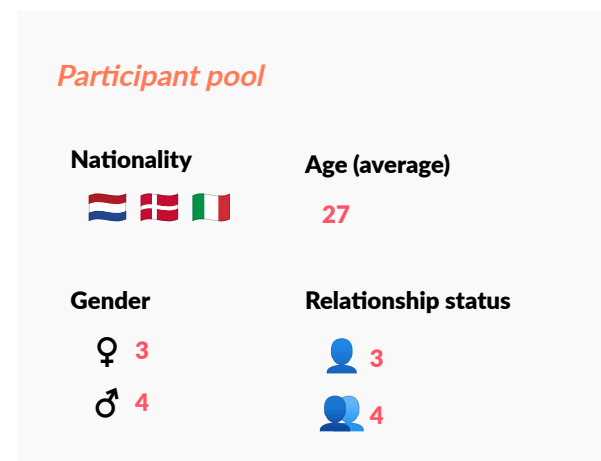 Participant pool
Nationality
Age (average)
27
Gender
♀ 3
♂ 4
Relationship status
3
4